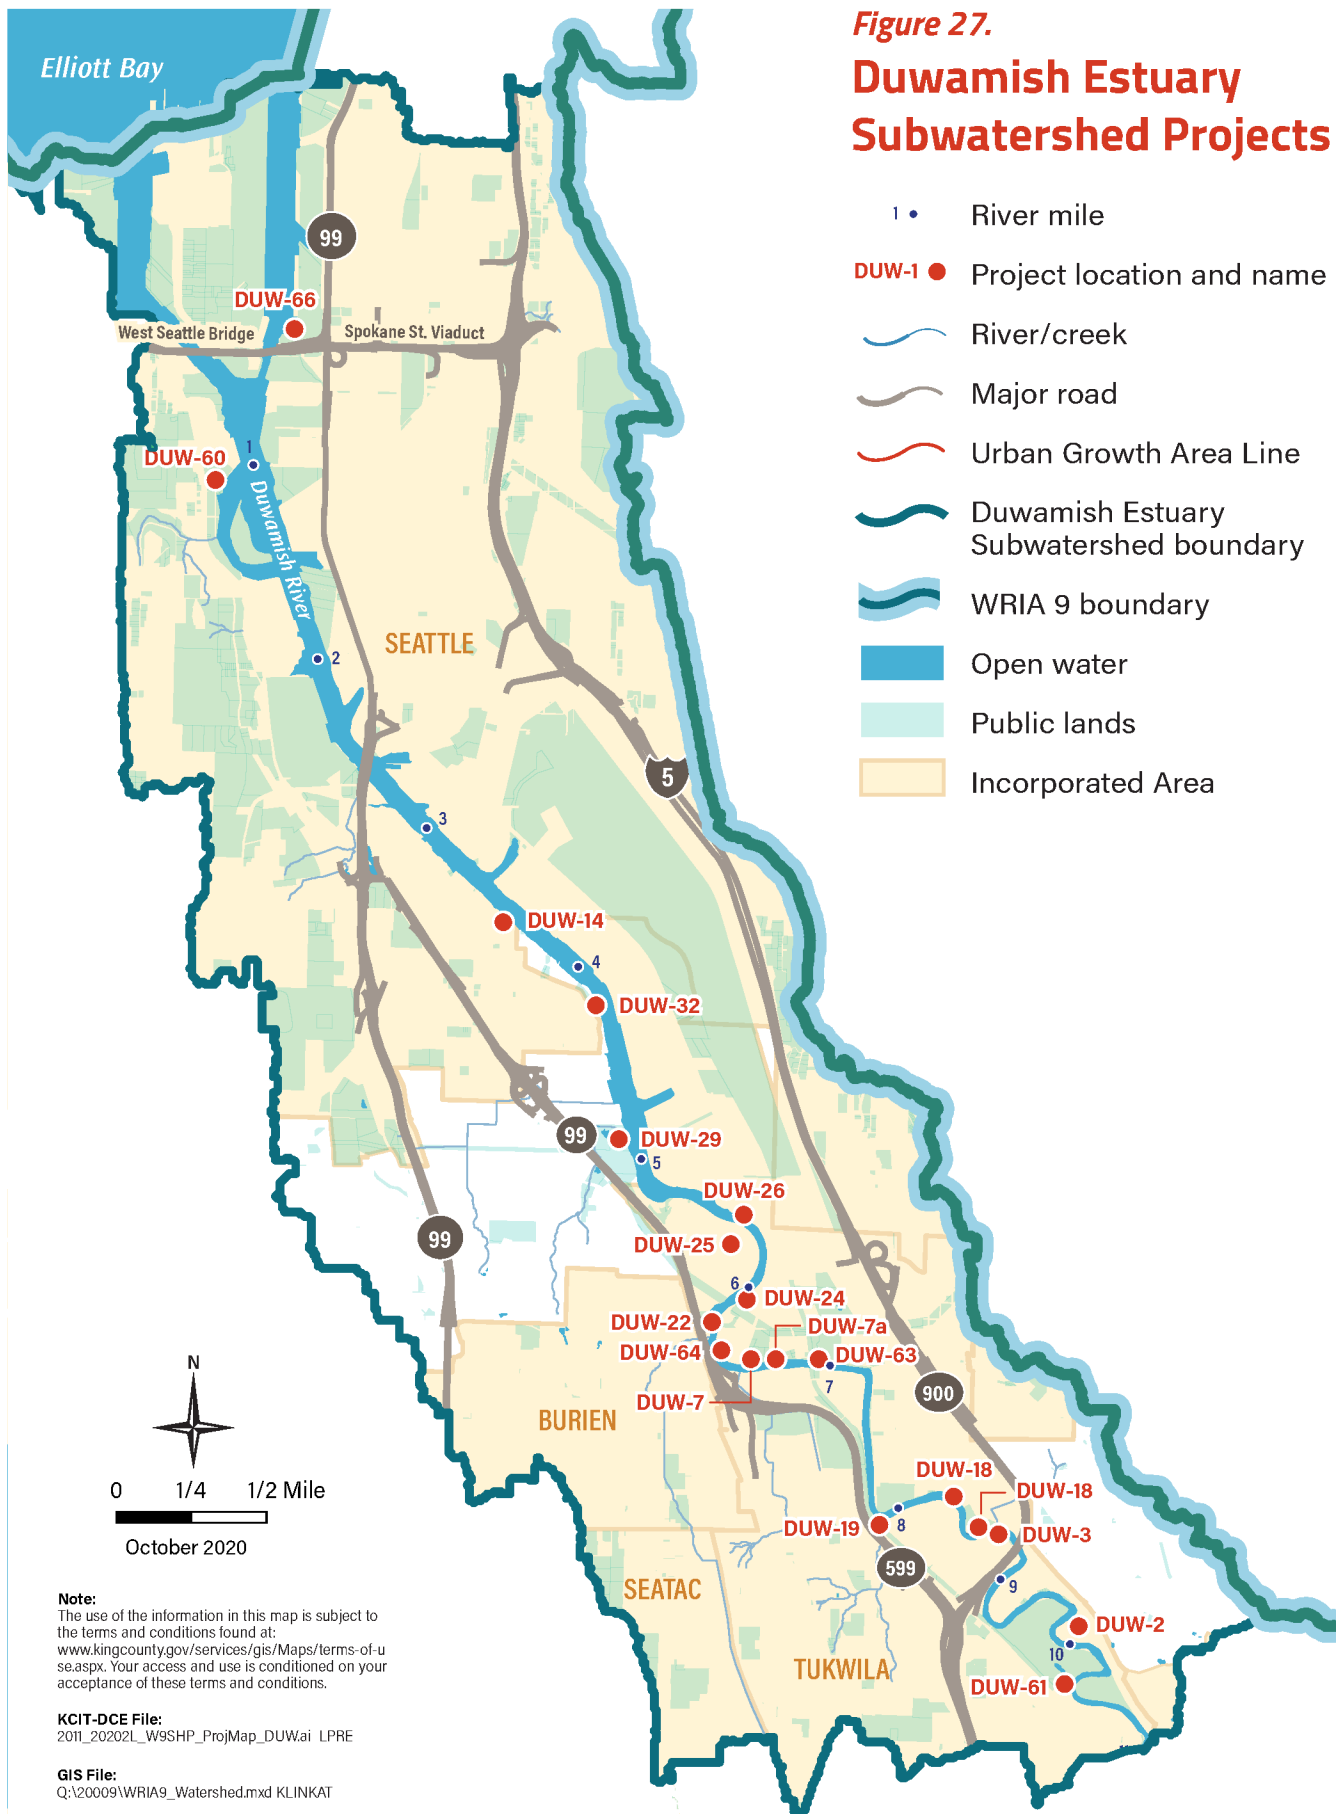 Figure 27.
Duwamish Estuary
Subwatershed Projects
1
River mile
DUW-1
Project location and name
River/creek
Major road
Urban Growth Area Line
Duwamish Estuary
Subwatershed boundary
WRIA 9 boundary
Open water
Public lands
Incorporated Area
Elliott Bay
99
DUW-66
West Seattle Bridge
Spokane St. Viaduct
1
DUW-60
Duwamish River
SEATTLE
2
5
3
DUW-14
4
DUW-32
99
DUW-29
5
DUW-26
99
DUW-25
6
DUW-24
DUW-22
DUW-7a
DUW-64
DUW-63
7
DUW-7
900
BURIEN
DUW-18
DUW-18
DUW-19
8
DUW-3
599
9
SEATAC
DUW-2
10
TUKWILA
DUW-61
N
0 1/4 1/2 Mile
October 2020
Note:
The use of the information in this map is subject to
the terms and conditions found at:
www.kingcounty.gov/services/gis/Maps/terms-of-u
se.aspx. Your access and use is conditioned on your
acceptance of these terms and conditions.
KCIT-DCE File:
2011_20202L_W9SHP_ProjMap_DUW.ai LPRE
GIS File:
Q:\20009\WRIA9_Watershed.mxd KLINKAT